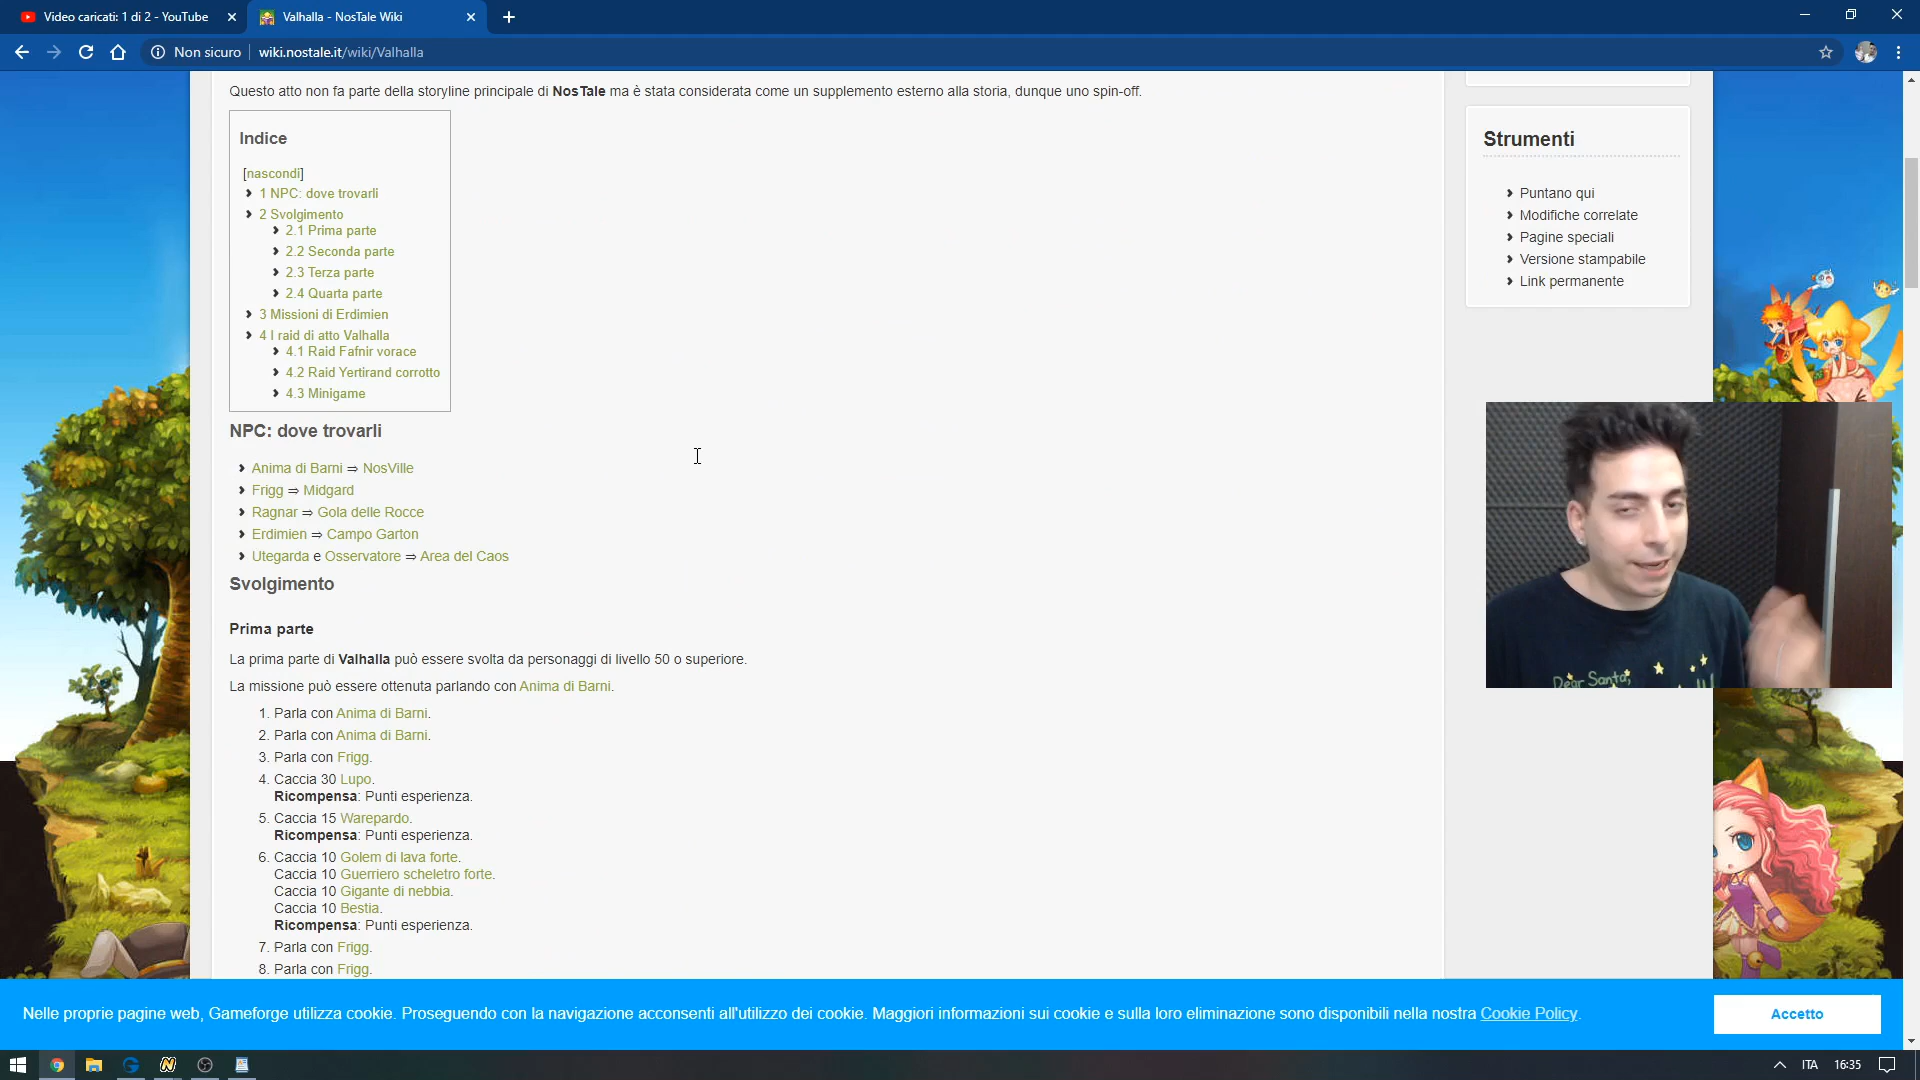 Video caricati: 1 di 2 - YouTube
Valhalla - NosTale Wiki
Non sicuro
wiki.nostale.it/wiki/Valhalla
Questo atto non fa parte della storyline principale di NosTale ma è stata considerata come un supplemento esterno alla storia, dunque uno spin-off.
Indice
[nascondi]
1 NPC: dove trovarli
2 Svolgimento
2.1 Prima parte
2.2 Seconda parte
2.3 Terza parte
2.4 Quarta parte
3 Missioni di Erdimien
4 I raid di atto Valhalla
4.1 Raid Fafnir vorace
4.2 Raid Yertirand corrotto
4.3 Minigame
NPC: dove trovarli
Anima di Barni ⇒ NosVille
Frigg ⇒ Midgard
Ragnar ⇒ Gola delle Rocce
Erdimien ⇒ Campo Garton
Utegarda e Osservatore ⇒ Area del Caos
Svolgimento
Prima parte
La prima parte di Valhalla può essere svolta da personaggi di livello 50 o superiore.
La missione può essere ottenuta parlando con Anima di Barni.
1. Parla con Anima di Barni.
2. Parla con Anima di Barni.
3. Parla con Frigg.
4. Caccia 30 Lupo.
Ricompensa: Punti esperienza.
5. Caccia 15 Warepardo.
Ricompensa: Punti esperienza.
6. Caccia 10 Golem di lava forte.
Caccia 10 Guerriero scheletro forte.
Caccia 10 Gigante di nebbia.
Caccia 10 Bestia.
Ricompensa: Punti esperienza.
7. Parla con Frigg.
8. Parla con Frigg.
Strumenti
Puntano qui
Modifiche correlate
Pagine speciali
Versione stampabile
Link permanente
Dear Santa,
Nelle proprie pagine web, Gameforge utilizza cookie. Proseguendo con la navigazione acconsenti all'utilizzo dei cookie. Maggiori informazioni sui cookie e sulla loro eliminazione sono disponibili nella nostra Cookie Policy.
Accetto
ITA
16:35